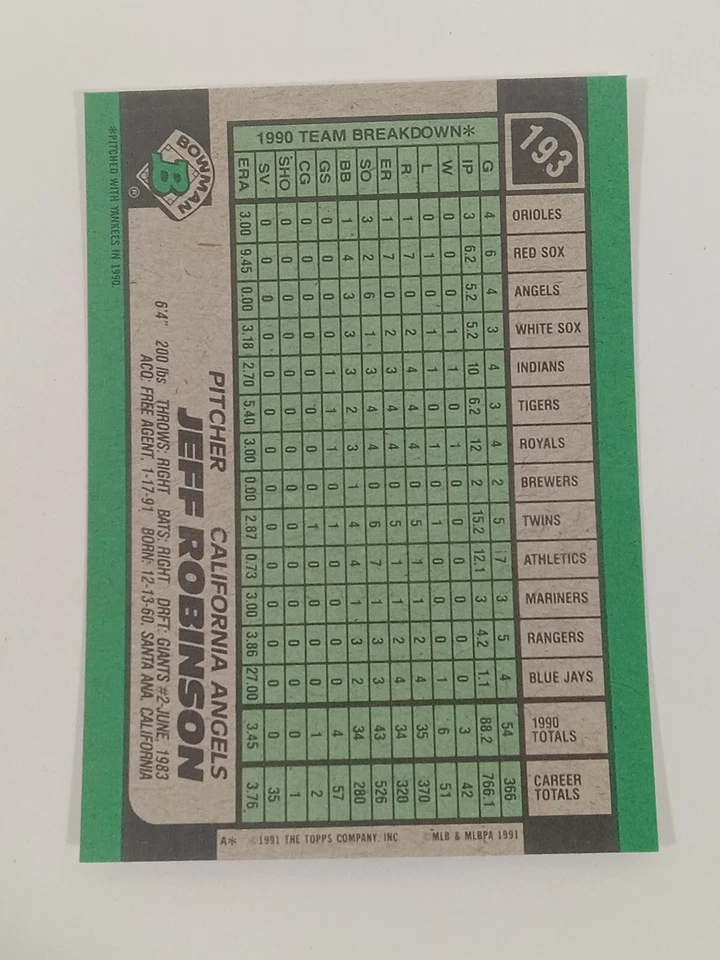 193
ORIOLES RED SOX ANGELS WHITE SOX INDIANS TIGERS ROYALS BREWERS TWINS ATHLETICS MARINERS RANGERS BLUE JAYS 1990 TOTALS CAREER TOTALS
1990 TEAM BREAKDOWN*
G 4 6 4 3 4 3 4 2 5 7 3 5 4 54 366
IP 3 6.2 5.2 5.2 10 6.2 12 2 15.2 12.1 3 4.2 1.1 88.2 766.1
W 0 0 0 1 1 0 1 0 0 0 0 0 0 3 42
L 0 1 0 1 1 0 1 0 1 0 0 0 1 6 51
R 1 7 0 2 4 4 4 0 5 1 1 2 4 35 370
ER 1 7 0 2 3 4 4 0 5 1 1 2 4 34 320
SO 3 2 6 1 3 4 4 0 6 7 1 3 3 43 526
BB 1 4 3 3 3 2 3 1 4 4 1 3 2 34 280
GS 0 0 0 0 1 1 1 0 1 0 0 0 0 4 57
CG 0 0 0 0 0 0 0 0 1 0 0 0 0 1 2
SHO 0 0 0 0 0 0 0 0 0 0 0 0 0 0 1
SV 0 0 0 0 0 0 0 0 0 0 0 0 0 0 35
ERA 3.00 9.45 0.00 3.18 2.70 5.40 3.00 0.00 2.87 0.73 3.00 3.86 27.00 3.45 3.76
PITCHER CALIFORNIA ANGELS
JEFF ROBINSON
6'4" 200 lbs THROWS: RIGHT BATS: RIGHT DRFT: GIANTS #2-JUNE, 1983
ACQ: FREE AGENT, 1-17-91 BORN: 12-13-60, SANTA ANA, CALIFORNIA
BOWMAN
B
®
*PITCHED WITH YANKEES IN 1990.
A* ©1991 THE TOPPS COMPANY, INC ©MLB & MLBPA 1991